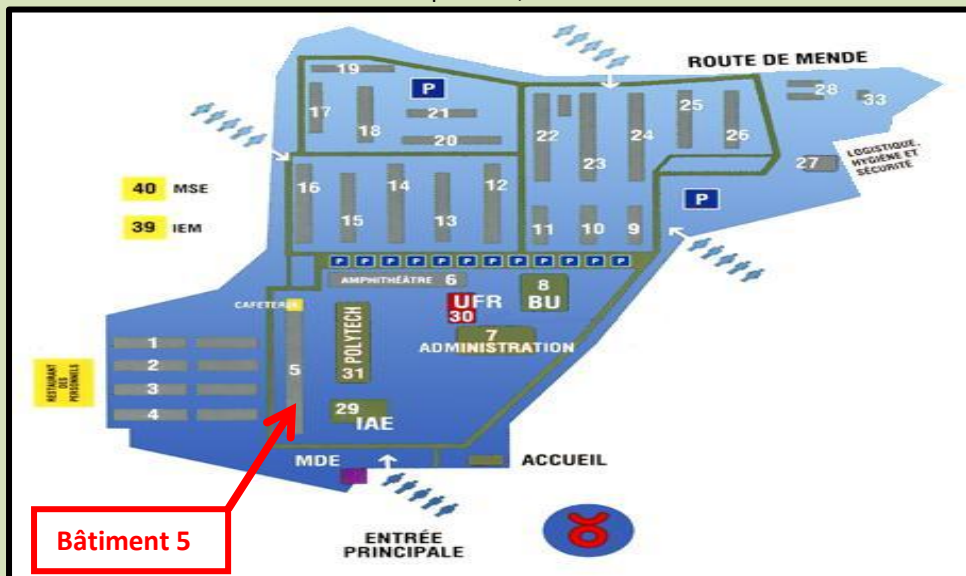 ROUTE DE MENDE
19
P
17
18
21
20
22
23
24
25
26
28
33
27
LOGISTIQUE,
HYGIÈNE ET
SÉCURITÉ
16
15
14
13
12
11
10
9
P
40 MSE
39 IEM
P P P P P P P P P P P P
AMPHITHÉÂTRE 6
8
BU
UFR
30
7
ADMINISTRATION
CAFETERIA
POLYTECH
31
5
1
2
3
4
RESTAURANT
DES
PERSONNELS
29
IAE
MDE
ACCUEIL
ENTRÉE
PRINCIPALE
Bâtiment 5